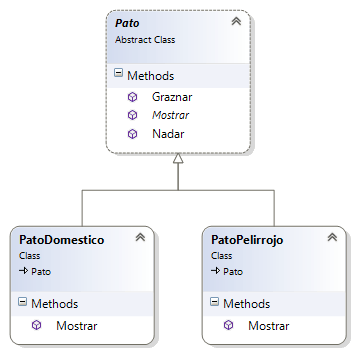 Pato
Abstract Class
Methods
Graznar
Mostrar
Nadar
PatoDomestico
Class
Pato
Methods
Mostrar
PatoPelirrojo
Class
Pato
Methods
Mostrar